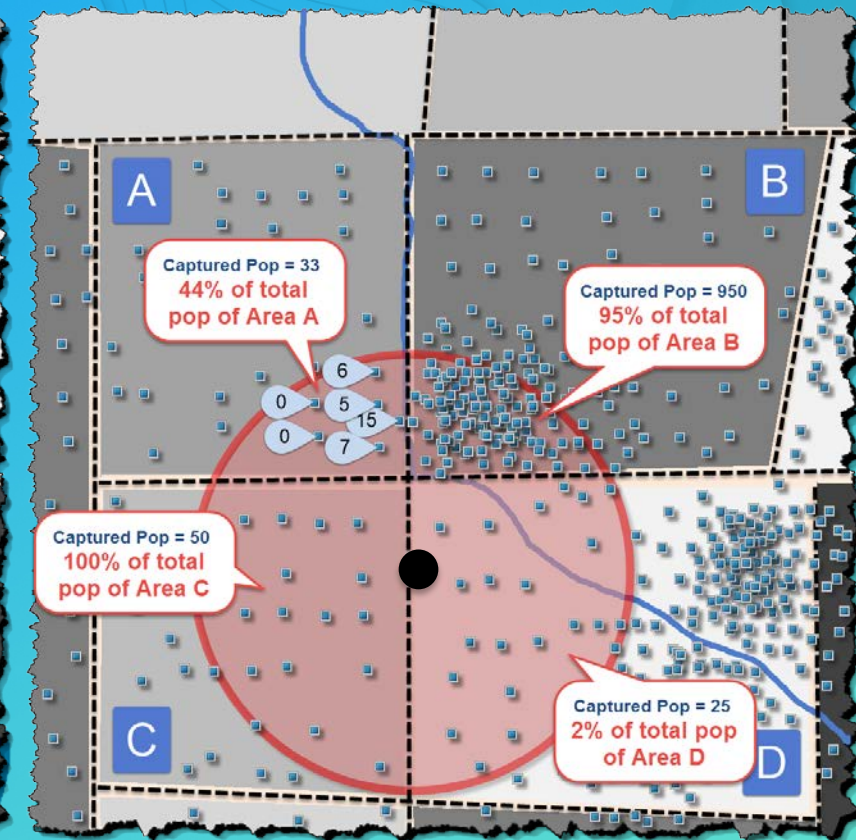 A
B
Captured Pop = 33
44% of total
pop of Area A
Captured Pop = 950
95% of total
pop of Area B
6
0
5
15
0
7
Captured Pop = 50
100% of total
pop of Area C
Captured Pop = 25
2% of total pop
of Area D
C
D